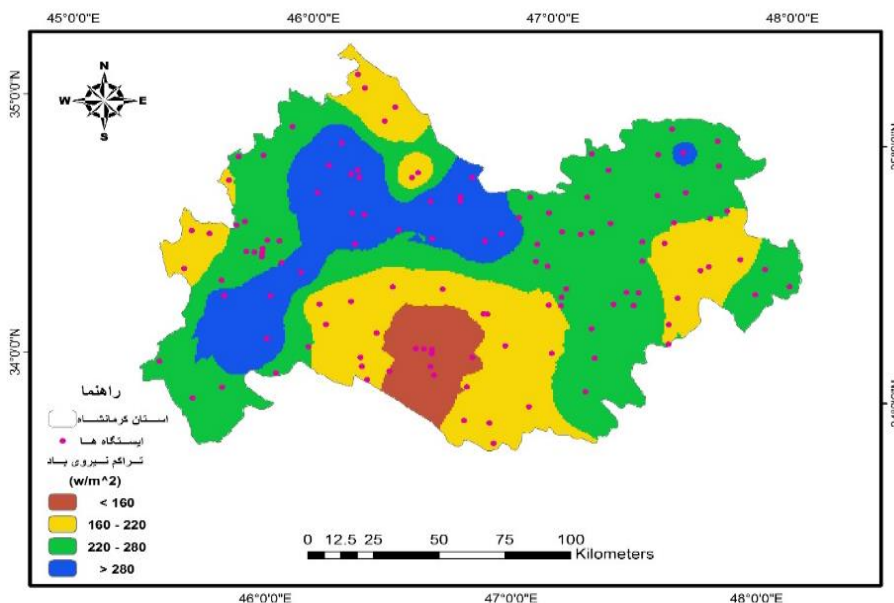 45°0'0"E 46°0'0"E 47°0'0"E 48°0'0"E
35°0'0"N
34°0'0"N
N
W E
S
راهنما
استان کرمانشاه
ایستگاه ها
تراکم نیروی باد
(w/m^2)
< 160
160 - 220
220 - 280
> 280
0 12.5 25 50 75 100
Kilometers
46°0'0"E 47°0'0"E 48°0'0"E